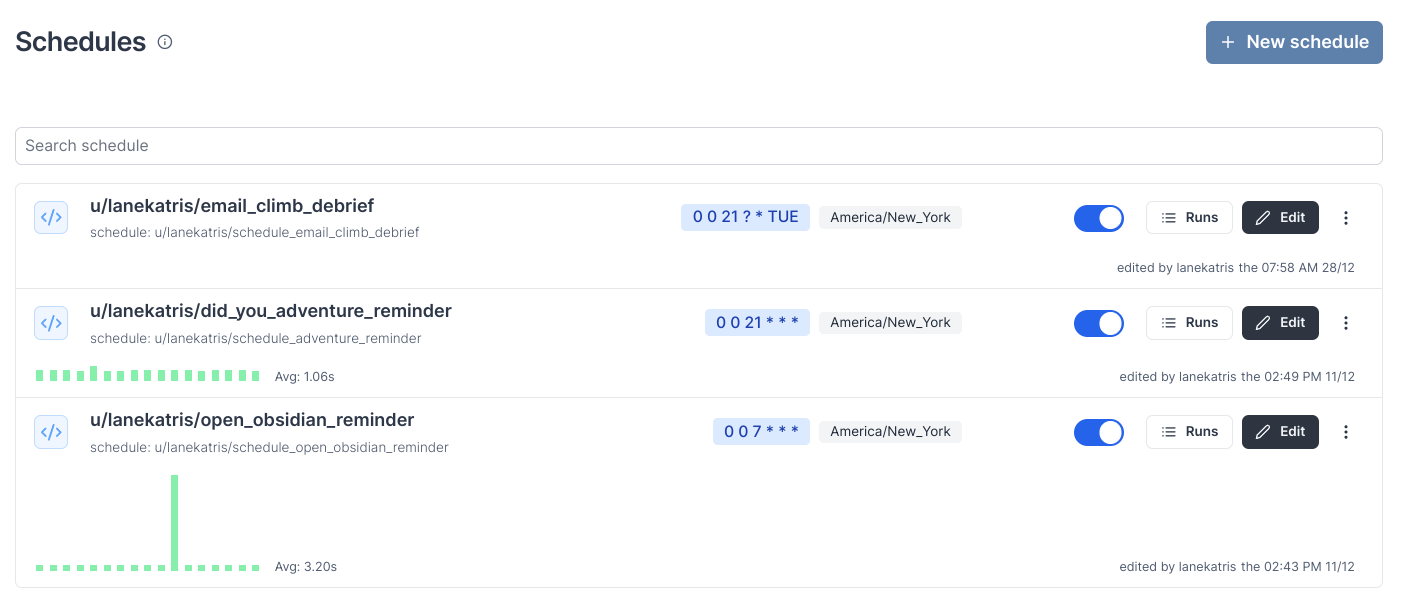 Schedules
+ New schedule
Search schedule
u/lanekatris/email_climb_debrief
schedule: u/lanekatris/schedule_email_climb_debrief
0 0 21 ? * TUE
America/New_York
Runs
Edit
edited by lanekatris the 07:58 AM 28/12
u/lanekatris/did_you_adventure_reminder
schedule: u/lanekatris/schedule_adventure_reminder
0 0 21 * * *
America/New_York
Runs
Edit
Avg: 1.06s
edited by lanekatris the 02:49 PM 11/12
u/lanekatris/open_obsidian_reminder
schedule: u/lanekatris/schedule_open_obsidian_reminder
0 0 7 * * *
America/New_York
Runs
Edit
Avg: 3.20s
edited by lanekatris the 02:43 PM 11/12